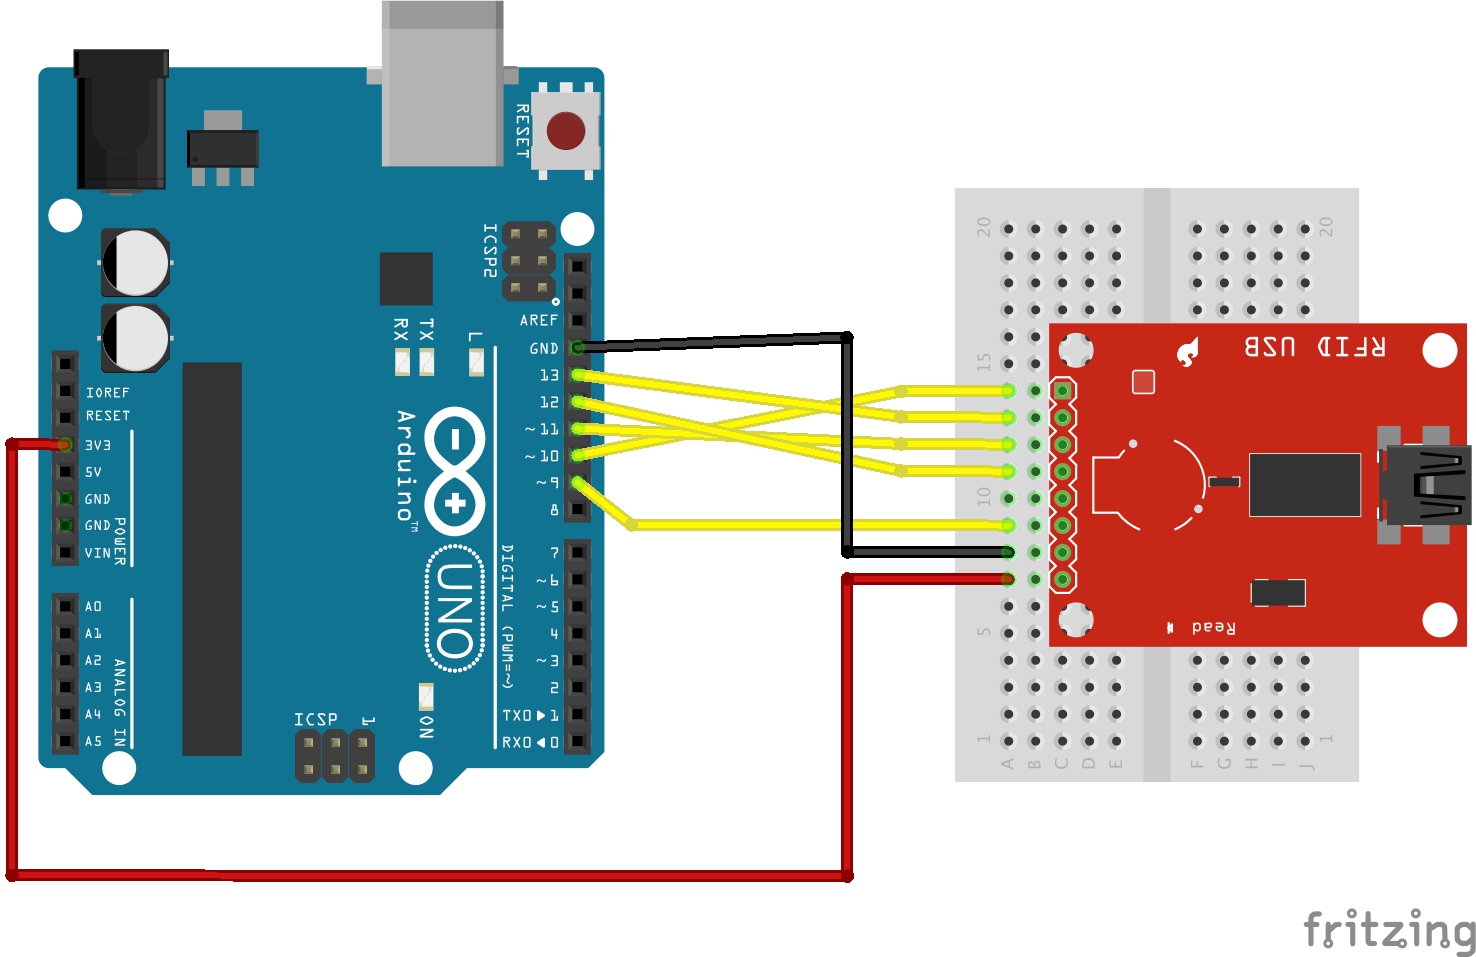 RESET
ICSP2
AREF
GND
13
12
~11
~10
~9
8
RX
TX
L
IOREF
RESET
3V3
5V
GND
GND
VIN
POWER
Arduino™
UNO
DIGITAL (PWM=~)
7
~6
~5
4
~3
2
TX0▶1
RX0◀0
A0
A1
A2
A3
A4
A5
ANALOG IN
ICSP
1
ON
20
20
15
10
5
1
1
A
B
C
D
E
F
G
H
I
J
RFID USB
Read
fritzing